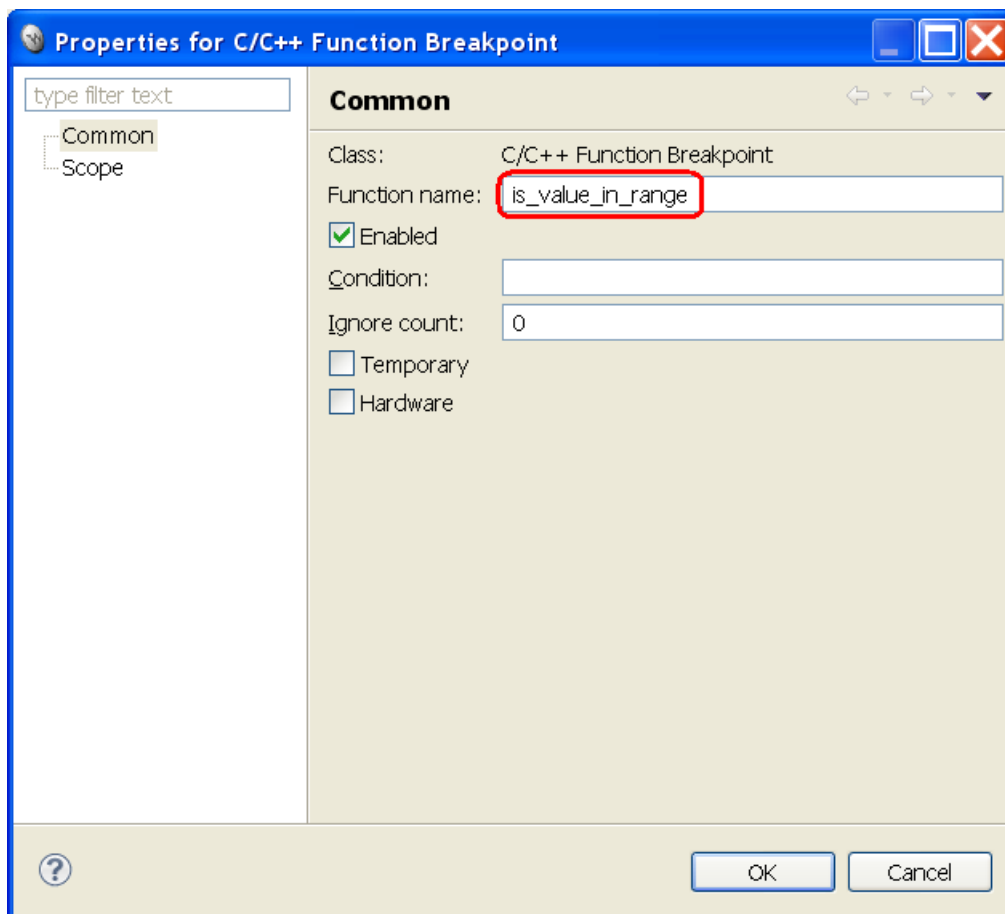 Properties for C/C++ Function Breakpoint
type filter text
Common
Scope
Common
Class: C/C++ Function Breakpoint
Function name: is_value_in_range
Enabled
Condition:
Ignore count: 0
Temporary
Hardware
?
OK Cancel